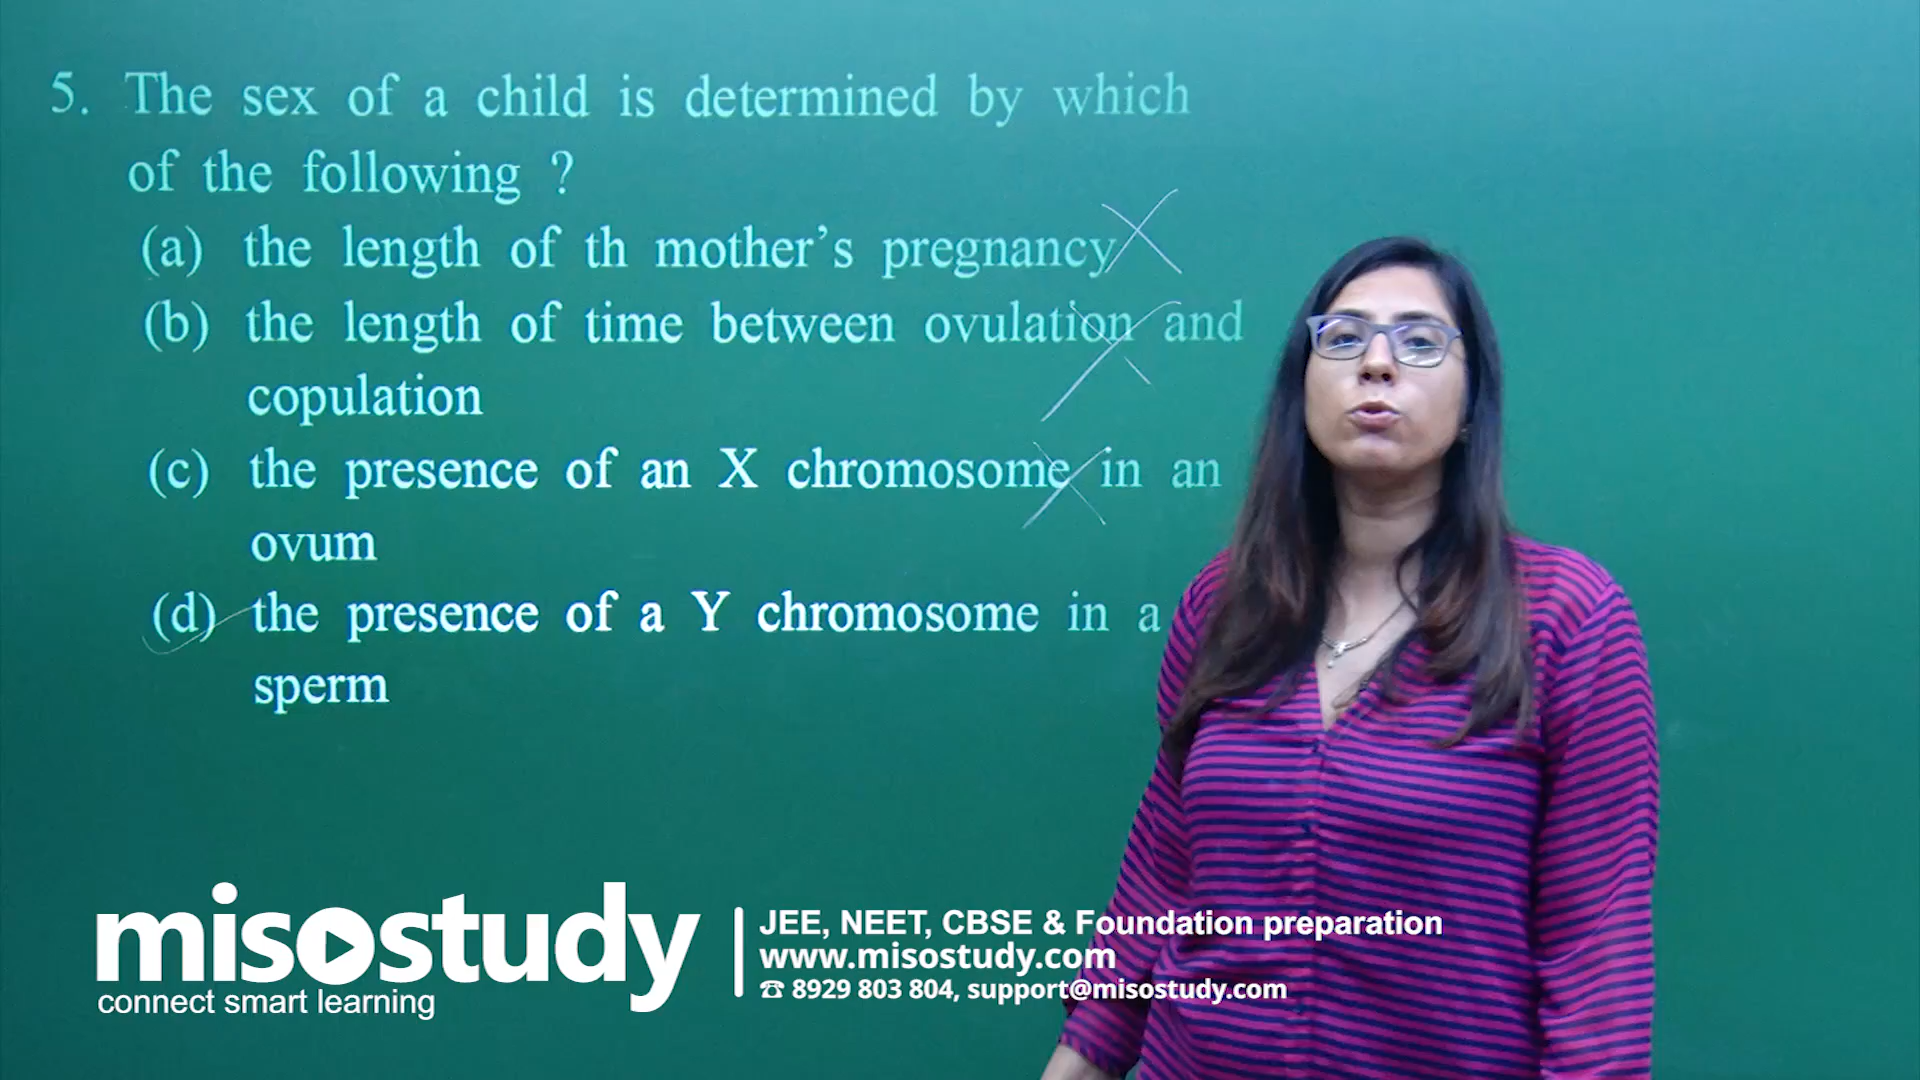 5. The sex of a child is determined by which
of the following ?
(a) the length of th mother's pregnancy
(b) the length of time between ovulation and
copulation
(c) the presence of an X chromosome in an
ovum
(d) the presence of a Y chromosome in a
sperm
misostudy
connect smart learning
JEE, NEET, CBSE & Foundation preparation
www.misostudy.com
☎ 8929 803 804, support@misostudy.com